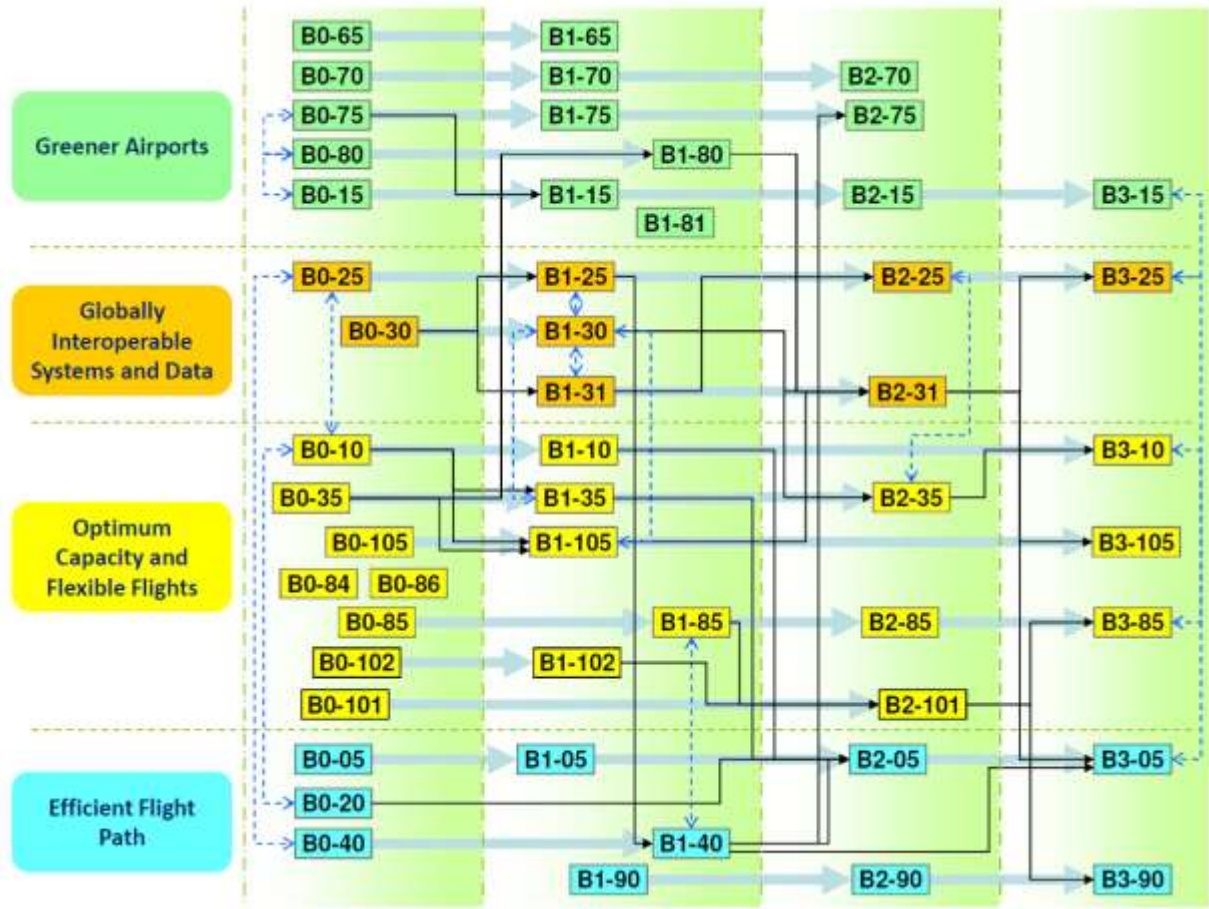 B0-65 B1-65
B0-70 B1-70 B2-70
B0-75 B1-75 B2-75
Greener Airports
B0-80 B1-80
B0-15 B1-15 B2-15 B3-15
B1-81
B0-25 B1-25 B2-25 B3-25
Globally
Interoperable
Systems and Data
B0-30 B1-30
B1-31 B2-31
B0-10 B1-10 B3-10
B0-35 B1-35 B2-35
Optimum
Capacity and
Flexible Flights
B0-105 B1-105 B3-105
B0-84 B0-86
B0-85 B1-85 B2-85 B3-85
B0-102 B1-102
B0-101 B2-101
B0-05 B1-05 B2-05 B3-05
Efficient Flight
Path
B0-20
B0-40 B1-40
B1-90 B2-90 B3-90